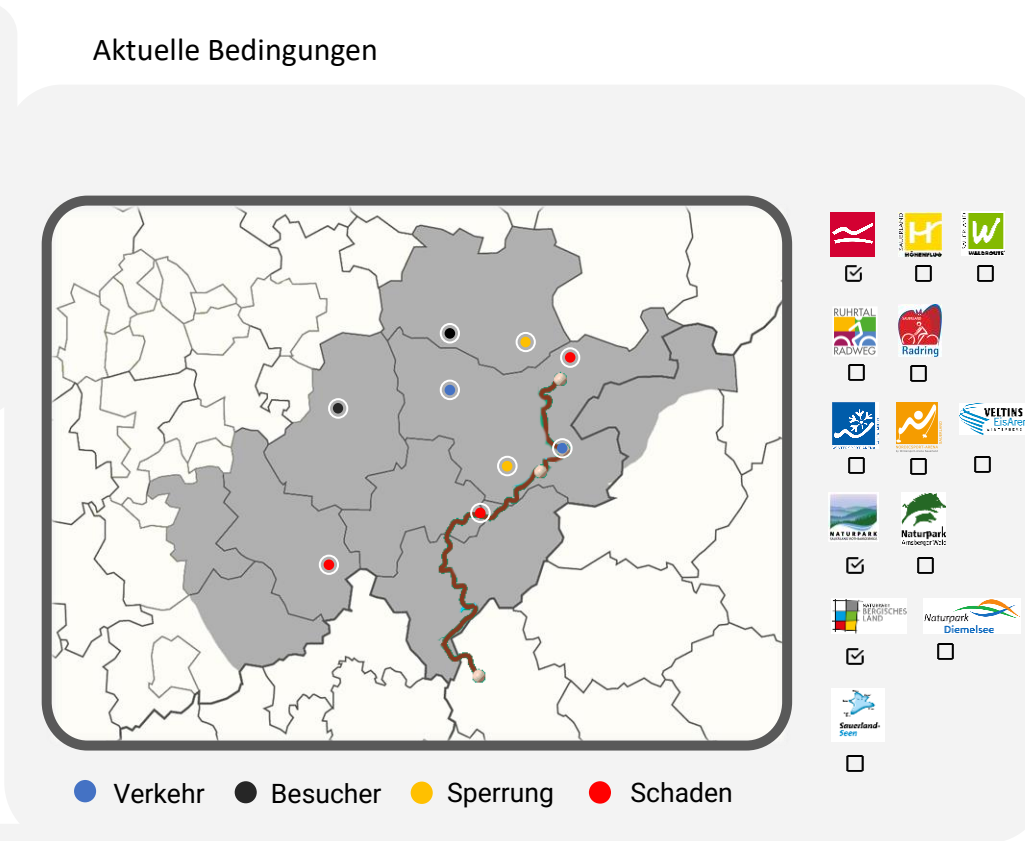 Aktuelle Bedingungen
SAUERLAND
HÖHENFLUG
WALDROUTE
RUHRTAL
RADWEG
SAUERLAND
Radring
VELTINS
EisAren
NATURPARK
Naturpark
Arnsberger Wald
NATURPARK
BERGISCHES
LAND
Naturpark
Diemelsee
Sauerland-
Seen
Verkehr
Besucher
Sperrung
Schaden